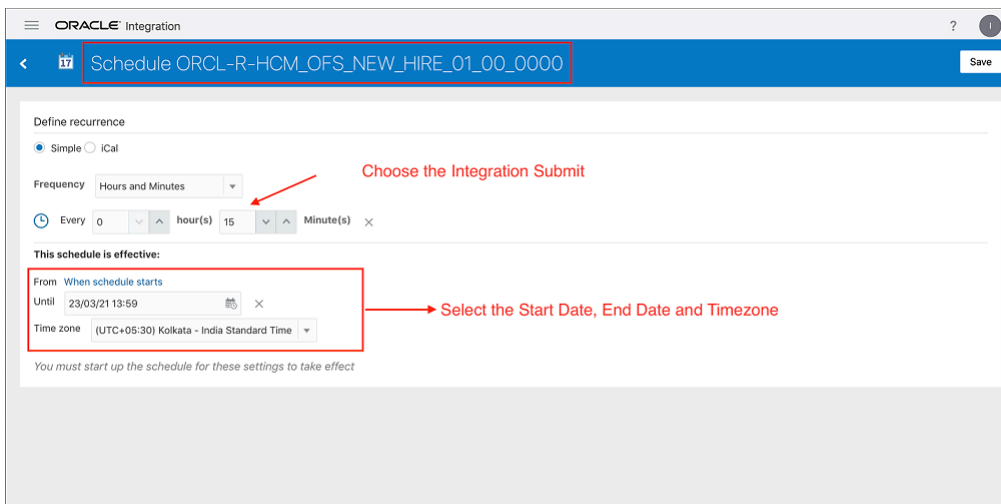 ORACLE Integration ? I
17 Schedule ORCL-R-HCM_OFS_NEW_HIRE_01_00_0000 Save
Define recurrence
Simple iCal
Choose the Integration Submit
Frequency Hours and Minutes
Every 0 hour(s) 15 Minute(s)
This schedule is effective:
From When schedule starts
Until 23/03/21 13:59
Select the Start Date, End Date and Timezone
Time zone (UTC+05:30) Kolkata - India Standard Time
You must start up the schedule for these settings to take effect